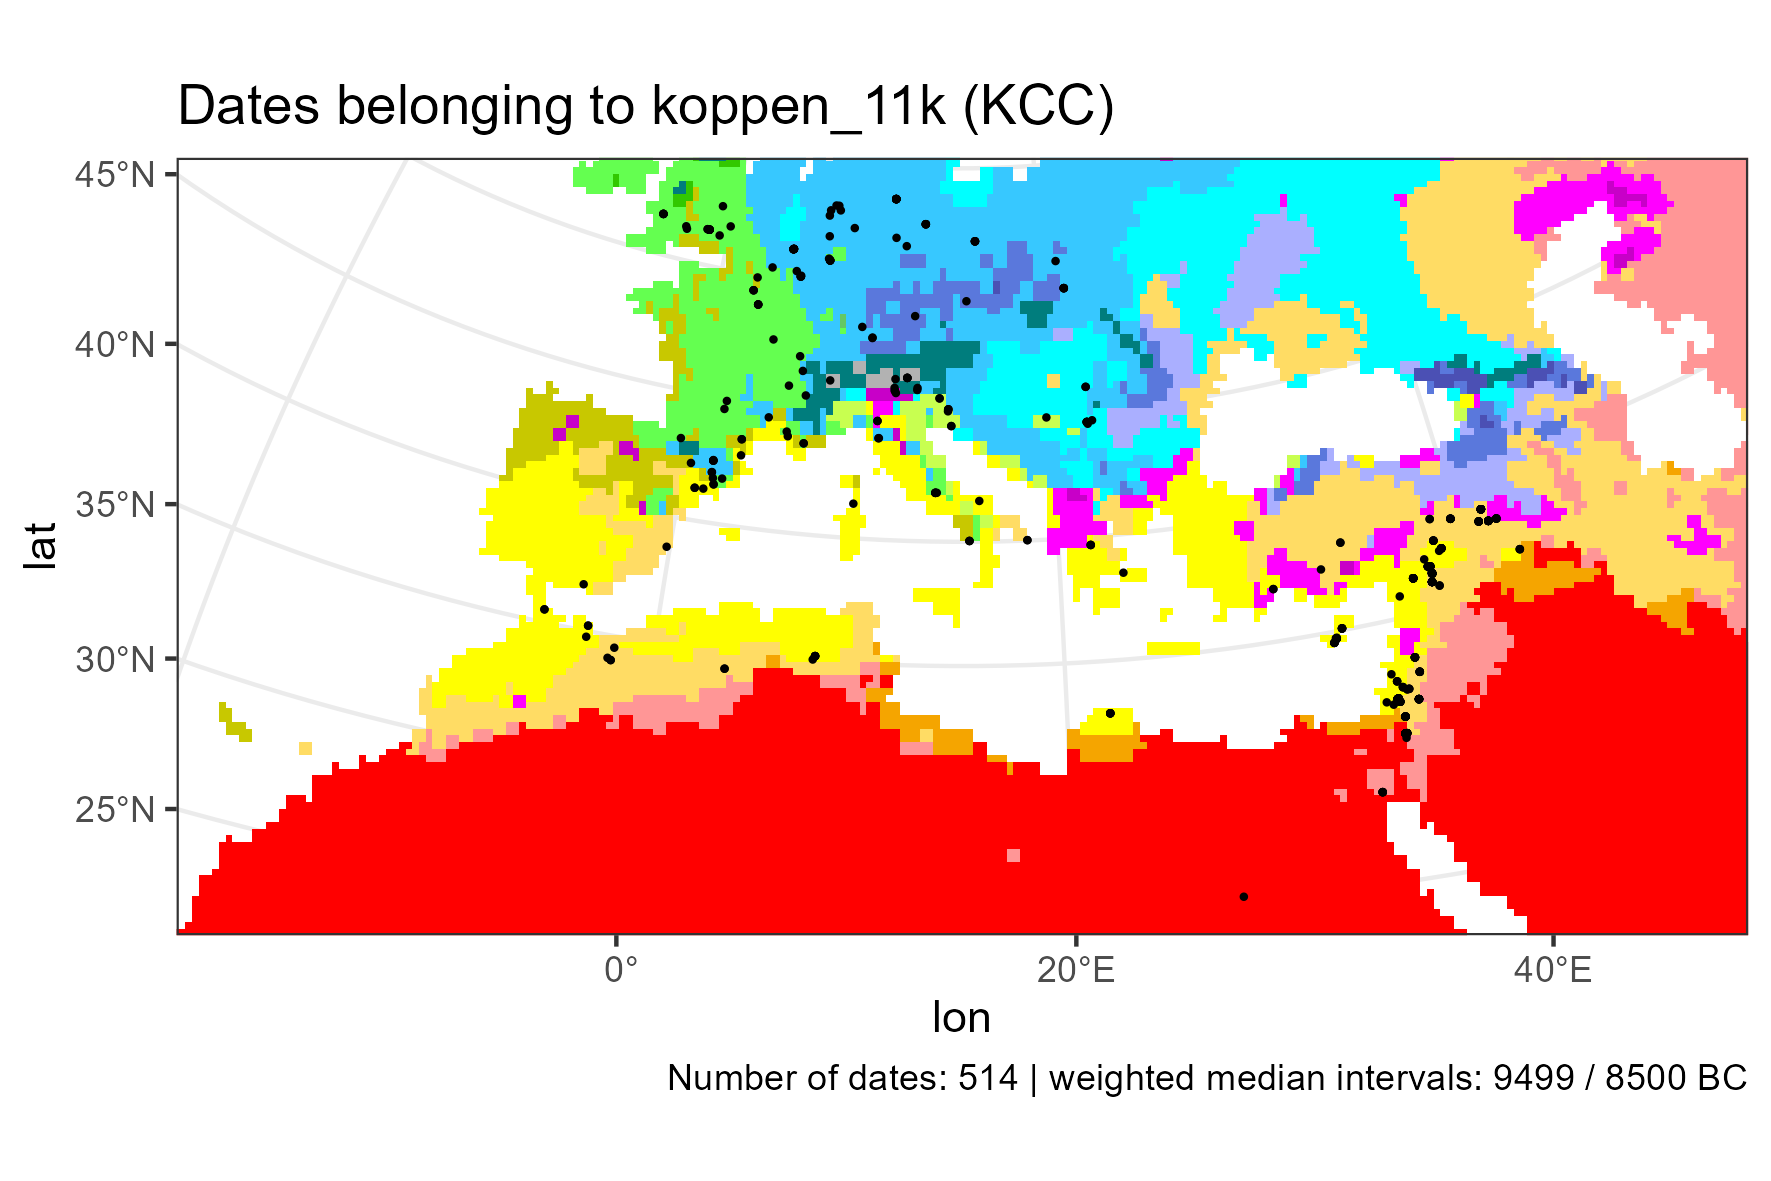 Dates belonging to koppen_11k (KCC)
45°N
40°N
35°N
30°N
25°N
lat
0°
20°E
40°E
lon
Number of dates: 514 | weighted median intervals: 9499 / 8500 BC